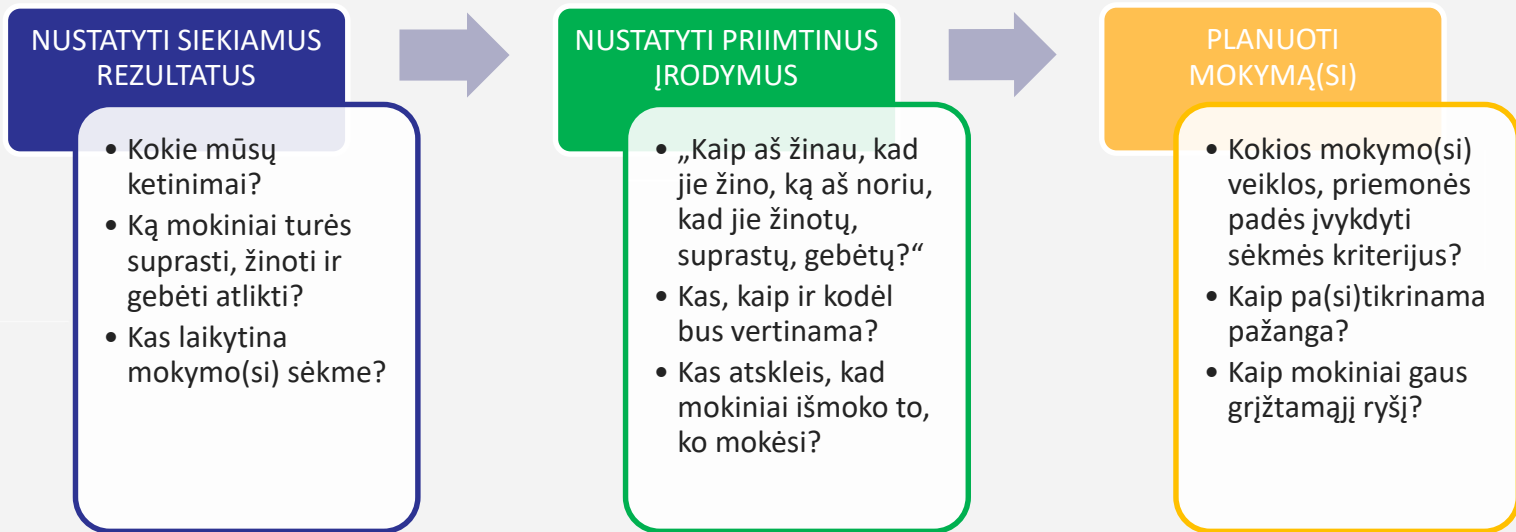 NUSTATYTI SIEKIAMUS
REZULTATUS
• Kokie mūsų
ketinimai?
• Ką mokiniai turės
suprasti, žinoti ir
gebėti atlikti?
• Kas laikytina
mokymo(si) sėkme?
NUSTATYTI PRIIMTINUS
ĮRODYMUS
• „Kaip aš žinau, kad
jie žino, ką aš noriu,
kad jie žinotų,
suprastų, gebėtų?“
• Kas, kaip ir kodėl
bus vertinama?
• Kas atskleis, kad
mokiniai išmoko to,
ko mokėsi?
PLANUOTI
MOKYMĄ(SI)
• Kokios mokymo(si)
veiklos, priemonės
padės įvykdyti
sėkmės kriterijus?
• Kaip pa(si)tikrinama
pažanga?
• Kaip mokiniai gaus
grįžtamąjį ryšį?